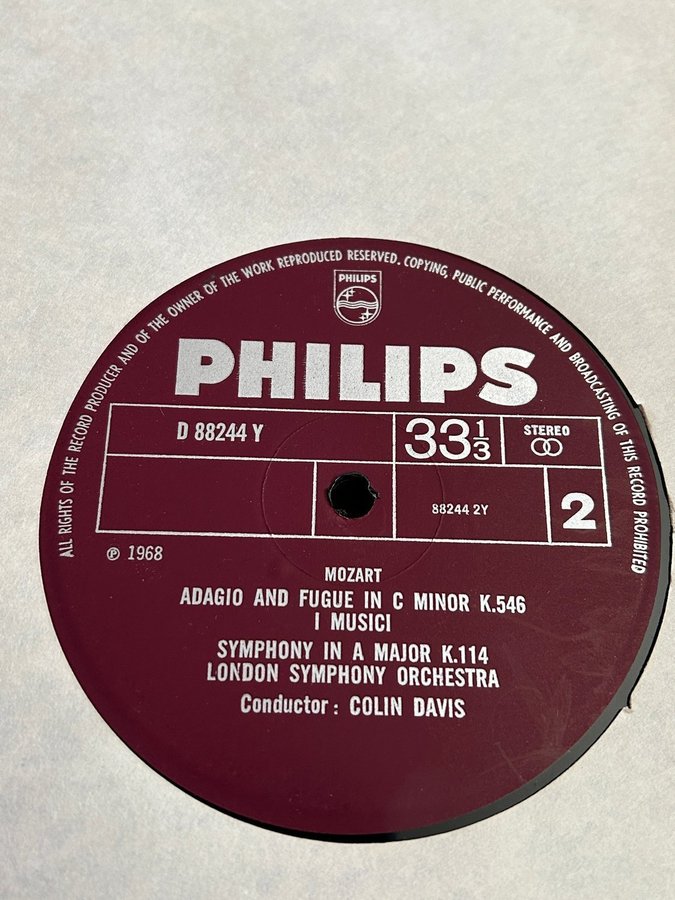 ALL RIGHTS OF THE RECORD PRODUCER AND OF THE OWNER OF THE WORK REPRODUCED RESERVED. COPYING, PUBLIC PERFORMANCE AND BROADCASTING OF THIS RECORD PROHIBITED
PHILIPS
PHILIPS
D 88244 Y
33 1/3
STEREO
88244 2Y
2
℗ 1968
MOZART
ADAGIO AND FUGUE IN C MINOR K.546
I MUSICI
SYMPHONY IN A MAJOR K.114
LONDON SYMPHONY ORCHESTRA
Conductor : COLIN DAVIS